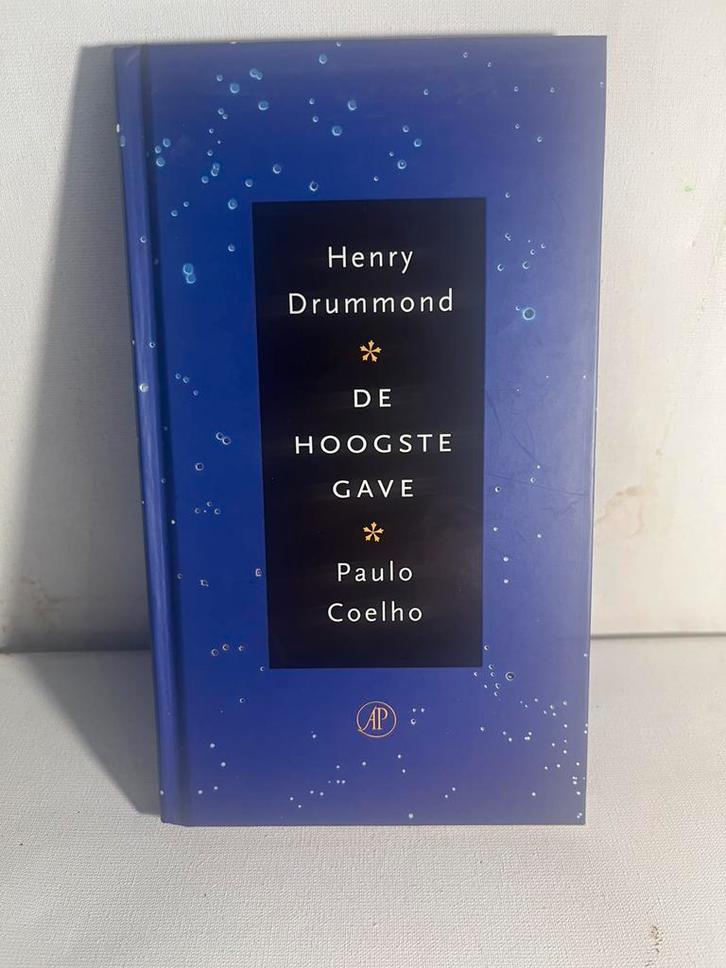 Henry
Drummond
DE
HOOGSTE
GAVE
Paulo
Coelho
AP